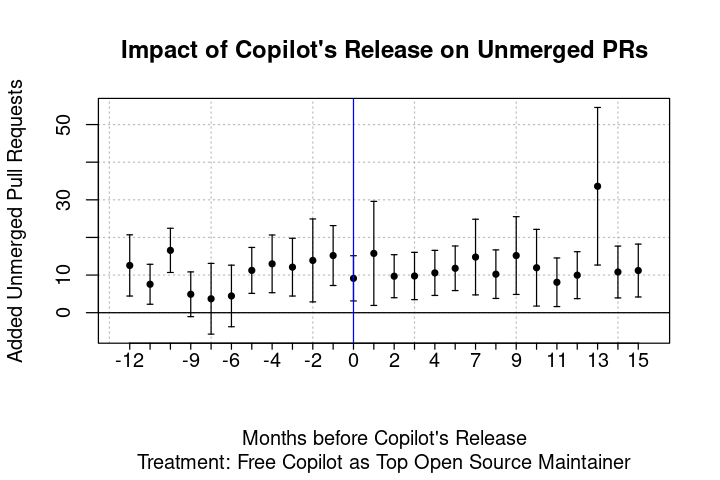 Impact of Copilot's Release on Unmerged PRs
Added Unmerged Pull Requests
50
30
10
0
-12 -9 -6 -4 -2 0 2 4 7 9 11 13 15
Months before Copilot's Release
Treatment: Free Copilot as Top Open Source Maintainer